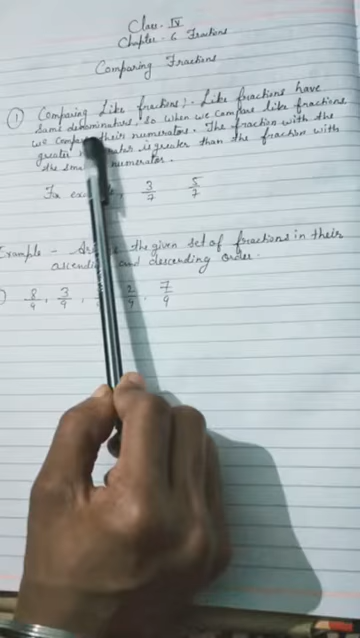 Class - IV
Chapter - 6 Fractions
Comparing Fractions
① Comparing Like fractions :- Like fractions have
same denominators. So when we compare like fractions
we compare their numerators. The fraction with the
greater is greater than the fraction with
the numerator.
For 3/7 5/7
Example - the given set of fractions in their
and descending order.
8/9, 3/9, 2/9, 7/9